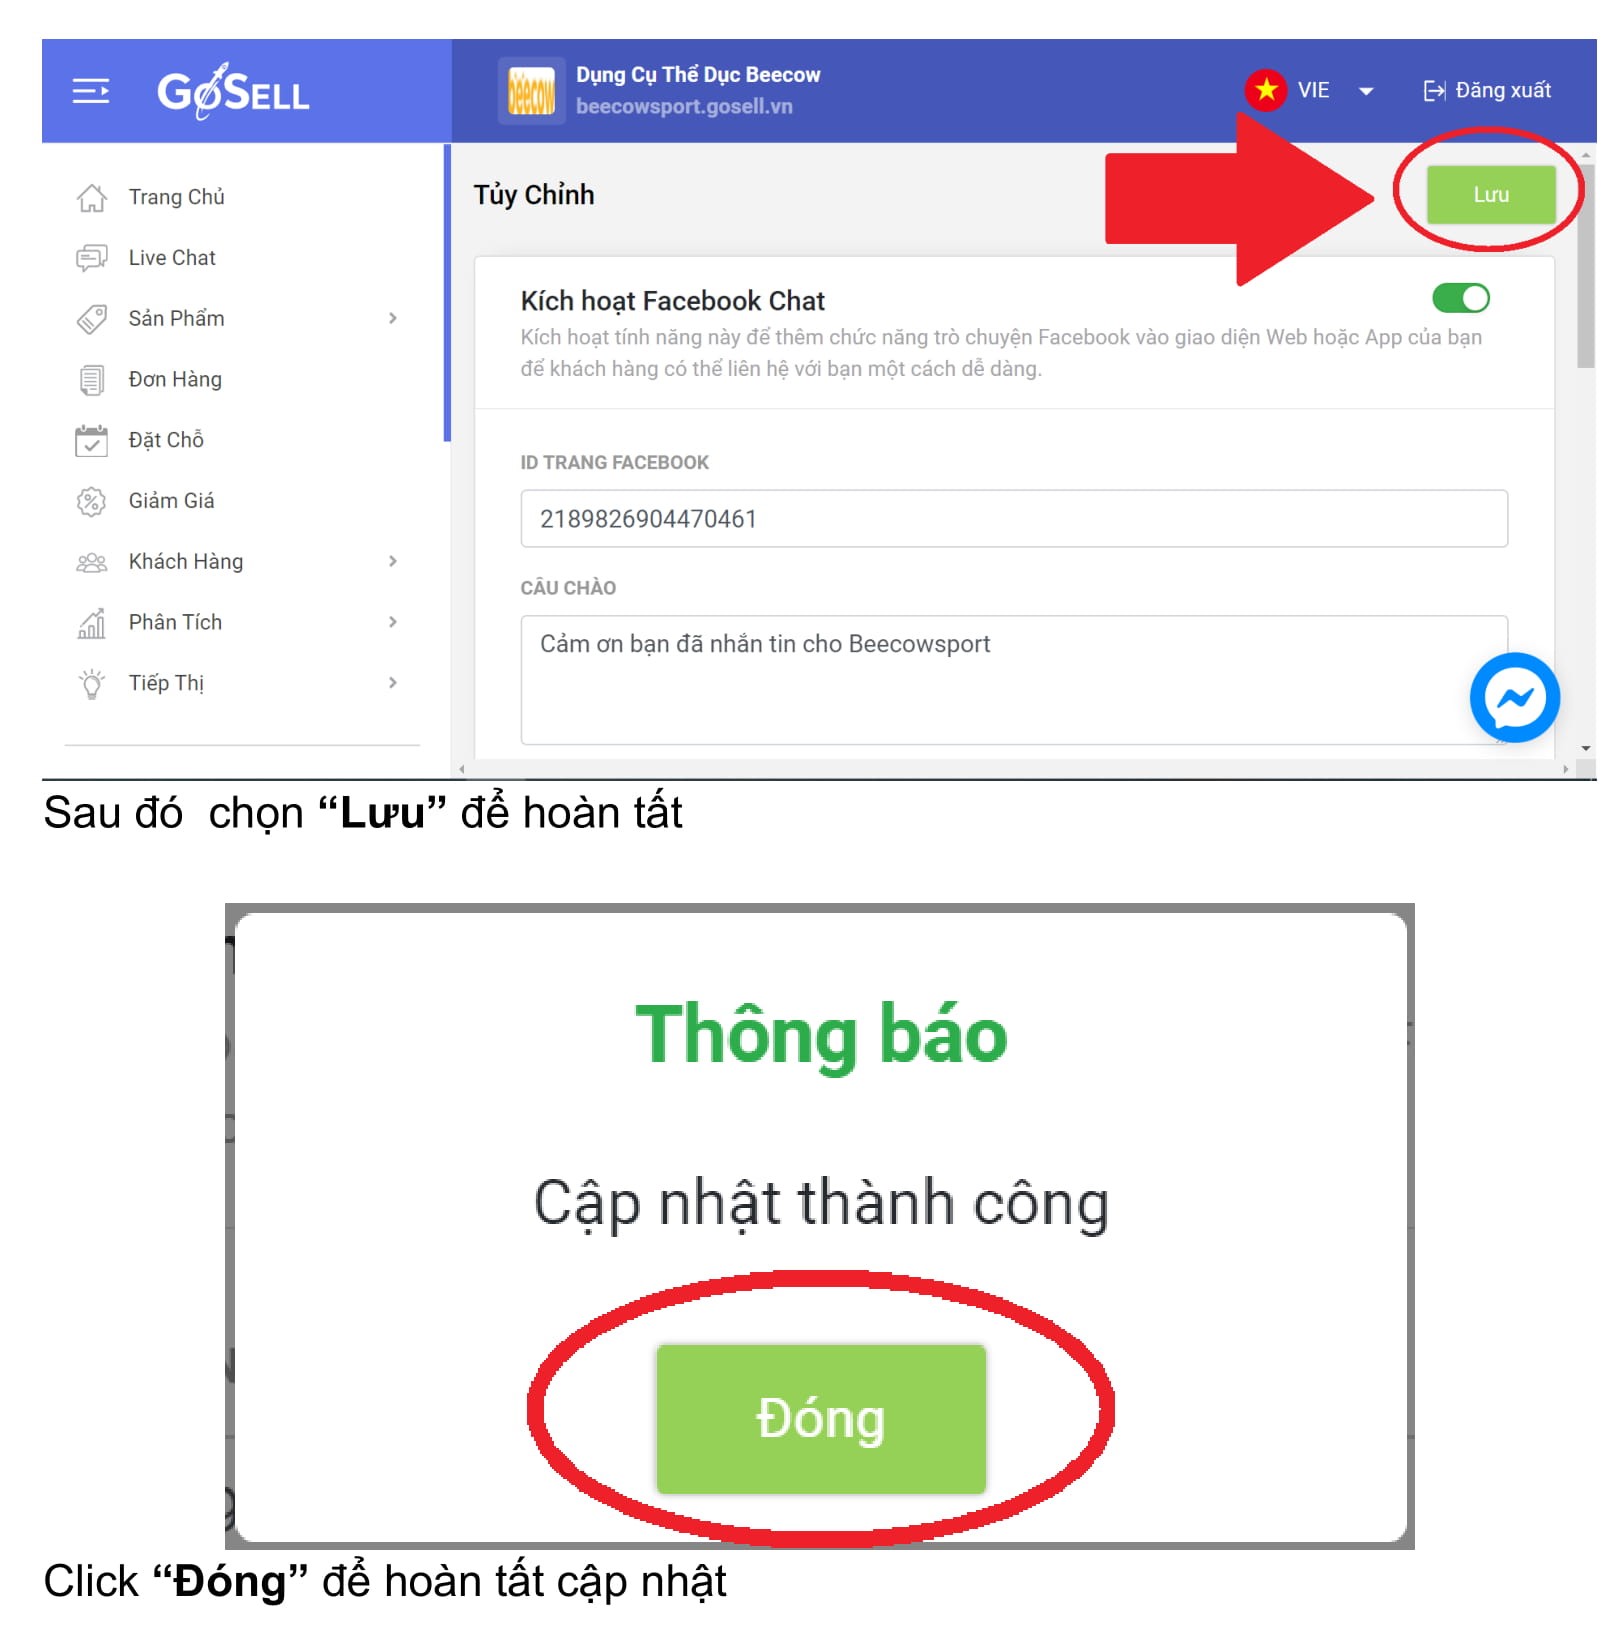 GoSELL
Dụng Cụ Thể Dục Beecow
beecow
beecowsport.gosell.vn
VIE
Đăng xuất
Trang Chủ
Live Chat
Sản Phẩm
Đơn Hàng
Đặt Chỗ
Giảm Giá
Khách Hàng
Phân Tích
Tiếp Thị
Tủy Chỉnh
Lưu
Kích hoạt Facebook Chat
Kích hoạt tính năng này để thêm chức năng trò chuyện Facebook vào giao diện Web hoặc App của bạn
để khách hàng có thể liên hệ với bạn một cách dễ dàng.
ID TRANG FACEBOOK
2189826904470461
CÂU CHÀO
Cảm ơn bạn đã nhắn tin cho Beecowsport
Sau đó  chọn “Lưu” để hoàn tất
Thông báo
Cập nhật thành công
Đóng
Click “Đóng” để hoàn tất cập nhật